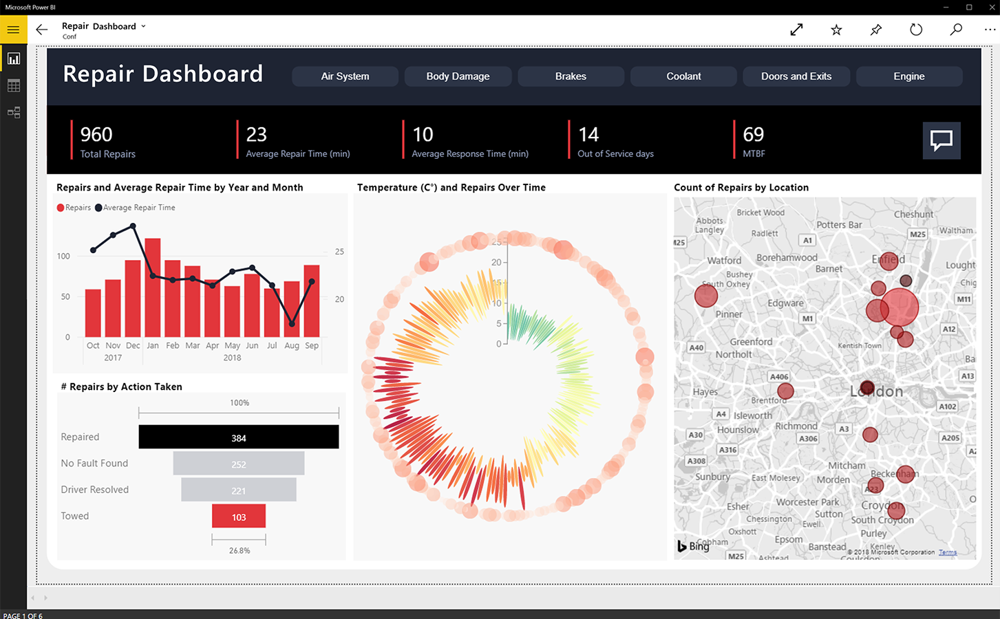 Microsoft Power BI
Repair Dashboard
Conf
Repair Dashboard
Air System
Body Damage
Brakes
Coolant
Doors and Exits
Engine
960
Total Repairs
23
Average Repair Time (min)
10
Average Response Time (min)
14
Out of Service days
69
MTBF
Repairs and Average Repair Time by Year and Month
Repairs
Average Repair Time
100
50
0
25
20
Oct Nov Dec Jan Feb Mar Apr May Jun Jul Aug Sep
2017 2018
# Repairs by Action Taken
100%
Repaired 384
No Fault Found 252
Driver Resolved 221
Towed 103
26.8%
Temperature (C°) and Repairs Over Time
25
20
15
10
5
0
Count of Repairs by Location
Bricket Wood
Cheshunt
Abbots
Langley
Potters Bar
Radlett
M25
Waltham
A1
M25
Watford
Borehamwood
Enfield
Barnet
Lought
Bushey
South Oxhey
Chig
Edgware
M11
Pinner
M1
A12
Greenford
Kentish Town
A40
Northolt
Ba
A406
A13
Hayes
London
Brentford
A102
A4
Isleworth
Richmond
A3
Hounslow
A30
A306
A205
A316
A2
A308
Mitcham
Sunbury
East Molesey
Morden
Beckenham
A23
Worcester Park
Croydon
Esher
Sutton
Chessington
Ewell
South Croydon
Oxshott
Purley
Cobham
Epsom
Banstead
Kenley
Bing
© 2018 Microsoft Corporation Terms
M25
Ashtead
Coulsdon
PAGE 1 OF 6